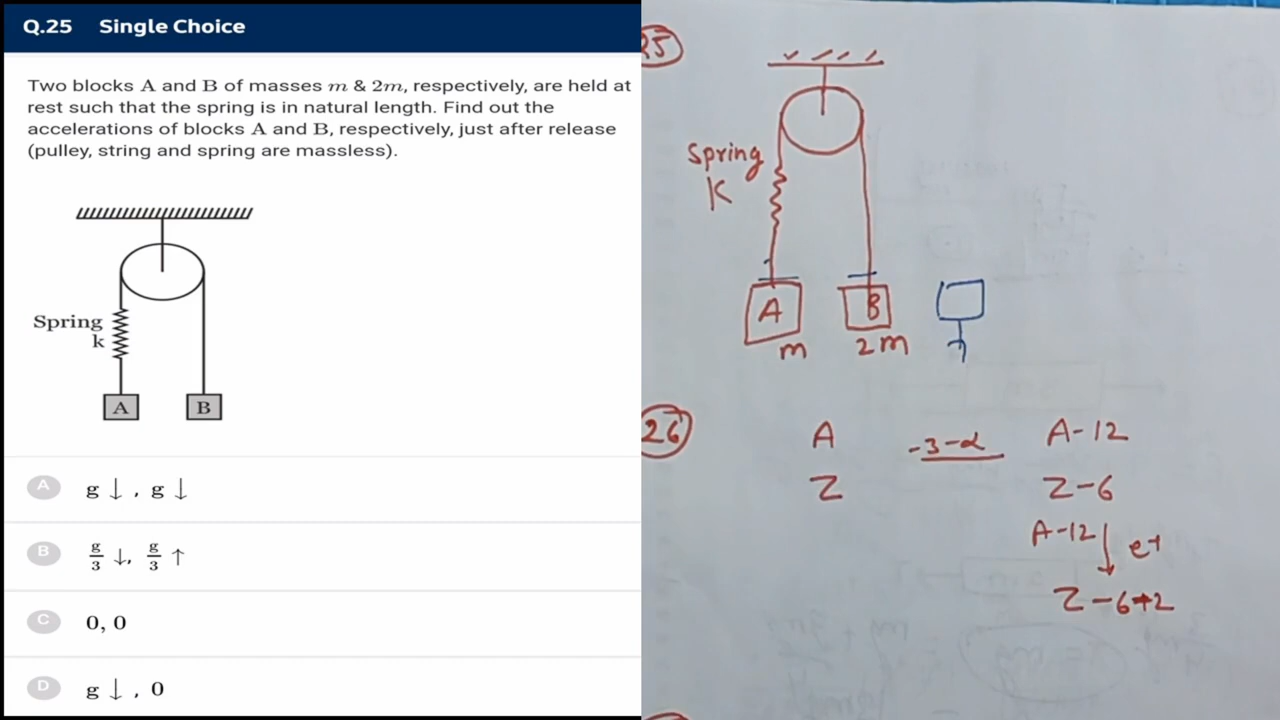 Q.25 Single Choice
Two blocks A and B of masses m & 2m, respectively, are held at
rest such that the spring is in natural length. Find out the
accelerations of blocks A and B, respectively, just after release
(pulley, string and spring are massless).
Spring
k
A B
A g ↓ , g ↓
B g/3 ↓, g/3 ↑
C 0, 0
D g ↓ , 0
25
Spring
K
A B
m 2m
26
A -3-α A-12
Z Z-6
A-12 e+
Z-6+2